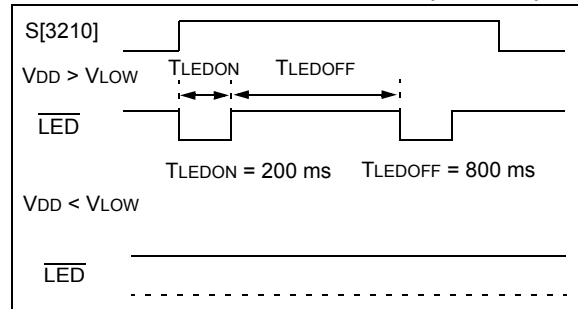 S[3210]
VDD > VLOW
TLEDON TLEDOFF
LED
TLEDON = 200 ms TLEDOFF = 800 ms
VDD < VLOW
LED